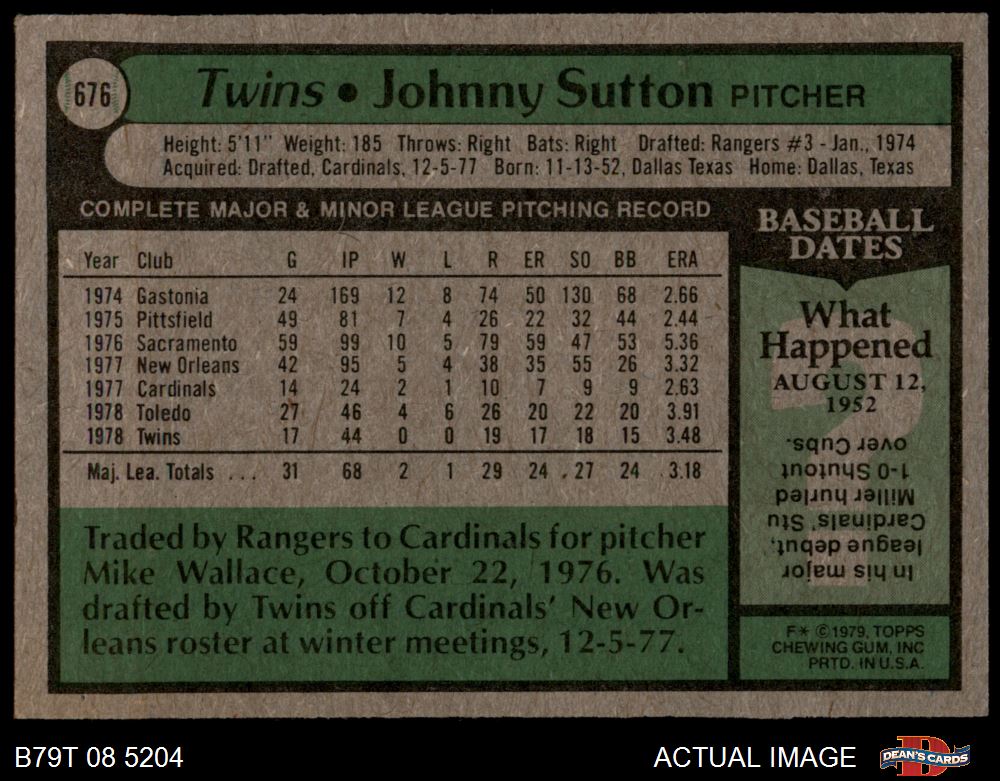 676
Twins • Johnny Sutton PITCHER
Height: 5'11" Weight: 185 Throws: Right Bats: Right Drafted: Rangers #3 - Jan., 1974
Acquired: Drafted, Cardinals, 12-5-77 Born: 11-13-52, Dallas Texas Home: Dallas, Texas
COMPLETE MAJOR & MINOR LEAGUE PITCHING RECORD
Year Club G IP W L R ER SO BB ERA
1974 Gastonia 24 169 12 8 74 50 130 68 2.66
1975 Pittsfield 49 81 7 4 26 22 32 44 2.44
1976 Sacramento 59 99 10 5 79 59 47 53 5.36
1977 New Orleans 42 95 5 4 38 35 55 26 3.32
1977 Cardinals 14 24 2 1 10 7 9 9 2.63
1978 Toledo 27 46 4 6 26 20 22 20 3.91
1978 Twins 17 44 0 0 19 17 18 15 3.48
Maj. Lea. Totals ... 31 68 2 1 29 24 27 24 3.18
Traded by Rangers to Cardinals for pitcher
Mike Wallace, October 22, 1976. Was
drafted by Twins off Cardinals' New Or-
leans roster at winter meetings, 12-5-77.
BASEBALL
DATES
What
Happened
AUGUST 12,
1952
In his major
league debut,
Cardinals' Stu
Miller hurled
1-0 Shutout
over Cubs.
F* ©1979, TOPPS
CHEWING GUM, INC
PRTD. IN U.S.A.
B79T 08 5204
ACTUAL IMAGE
DEAN'S CARDS